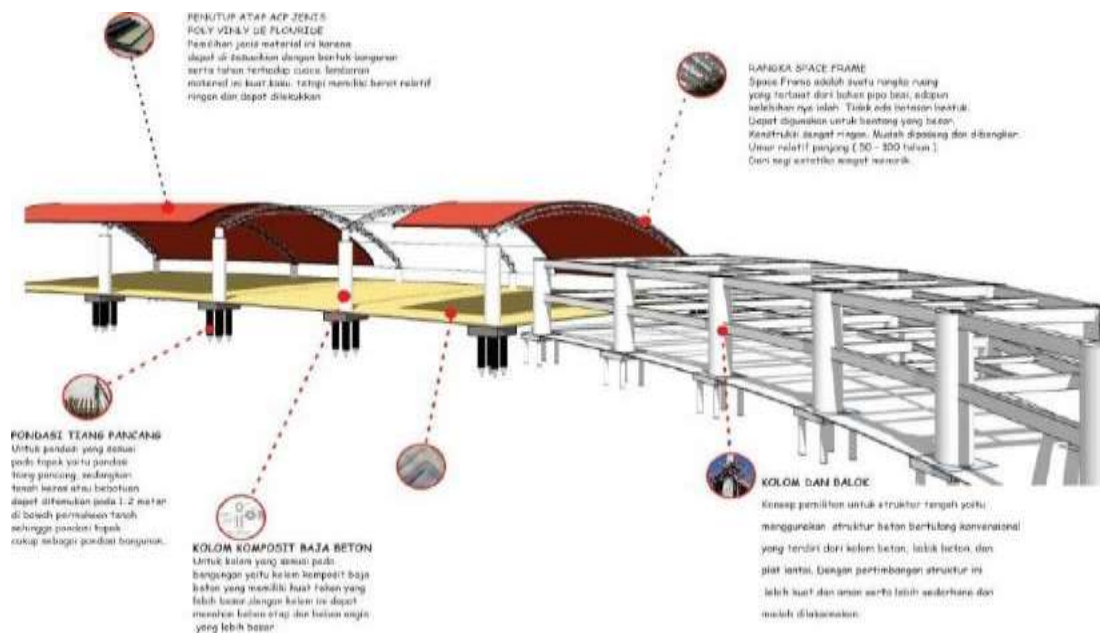 PENUTUP ATAP ACP JENIS
POLY VINLY DE FLOURIDE
Pemilihan jenis material ini karena
dapat di sesuaikan dengan bentuk bangunan
serta tahan terhadap cuaca. lembaran
material ini kuat,kaku, tetapi memiliki berat relatif
ringan dan dapat dilekukkan
RANGKA SPACE FRAME
Space Frame adalah suatu rangka ruang
yang terbuat dari bahan pipa besi, adapun
kelebihan nya ialah Tidak ada batasan bentuk.
Dapat digunakan untuk bentang yang besar.
Konstruksi sangat ringan. Mudah dipasang dan dibongkar.
Umur relatif panjang ( 50 - 100 tahun ).
Dari segi estetika sangat menarik.
PONDASI TIANG PANCANG
Untuk pondasi yang sesuai
pada tapak yaitu pondasi
tiang pancang, sedangkan
tanah keras atau bebatuan
dapat ditemukan pada 1-2 meter
di bawah permukaan tanah
sehingga pondasi tapak
cukup sebagai pondasi bangunan.
KOLOM KOMPOSIT BAJA BETON
Untuk kolom yang sesuai pada
bangunan yaitu kolom komposit baja
beton yang memiliki kuat tekan yang
lebih besar,dengan kolom ini dapat
menahan beban atap dan beban angin
yang lebih besar
KOLOM DAN BALOK
Konsep pemilihan untuk struktur tengah yaitu
menggunakan struktur beton bertulang konvensional
yang terdiri dari kolom beton, balok beton, dan
plat lantai. Dengan pertimbangan struktur ini
lebih kuat dan aman serta lebih sederhana dan
mudah dilaksanakan.